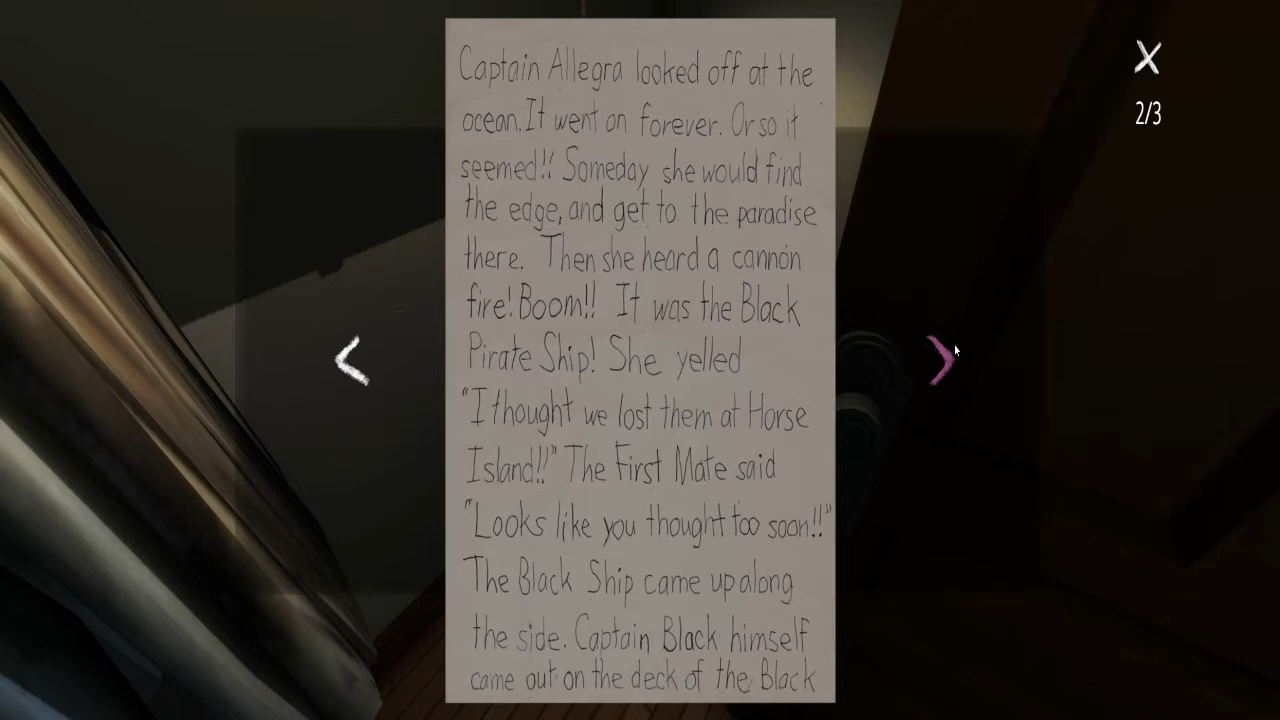 Captain Allegra looked off at the
ocean. It went on forever. Or so it
seemed!! Someday she would find
the edge, and get to the paradise
there. Then she heard a cannon
fire! Boom!! It was the Black
Pirate Ship! She yelled
"I thought we lost them at Horse
Island!!" The First Mate said
"Looks like you thought too soon!!"
The Black Ship came up along
the side. Captain Black himself
came out on the deck of the Black
X
2/3